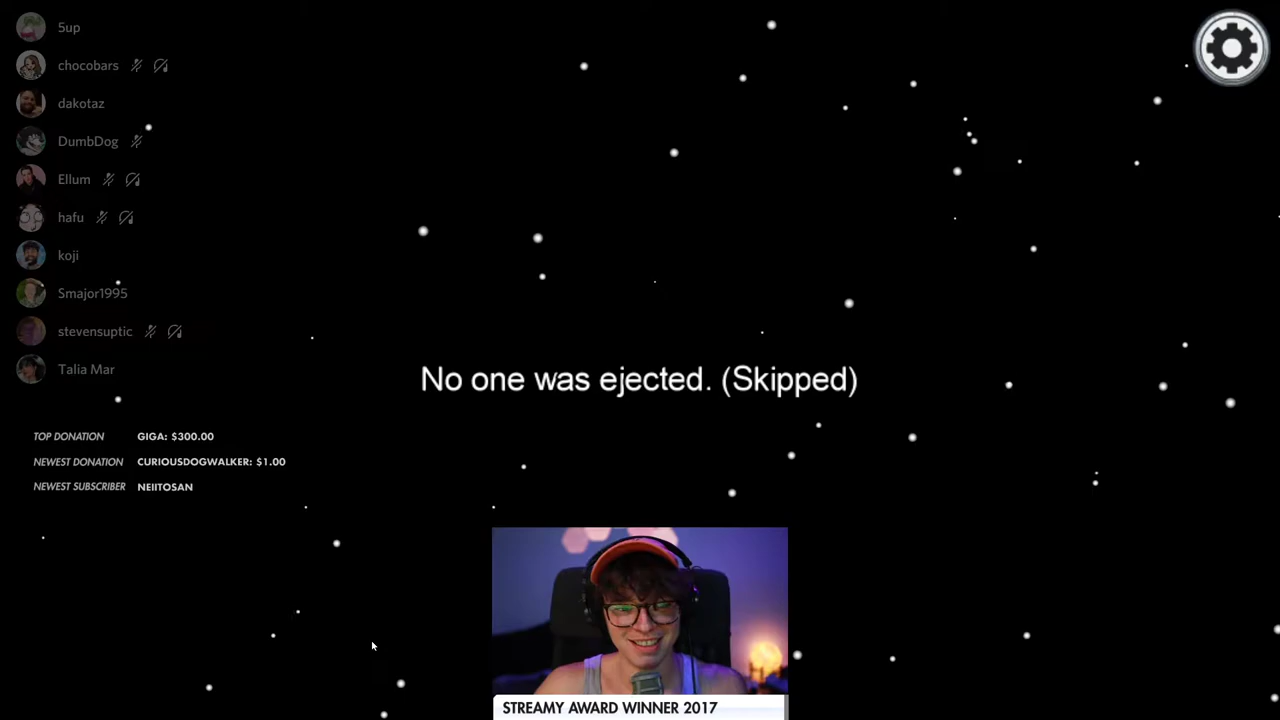 5up
chocobars
dakotaz
DumbDog
Ellum
hafu
koji
Smajor1995
stevensuptic
Talia Mar
No one was ejected. (Skipped)
TOP DONATION GIGA: $300.00
NEWEST DONATION CURIOUSDOGWALKER: $1.00
NEWEST SUBSCRIBER NEIITOSAN
STREAMY AWARD WINNER 2017